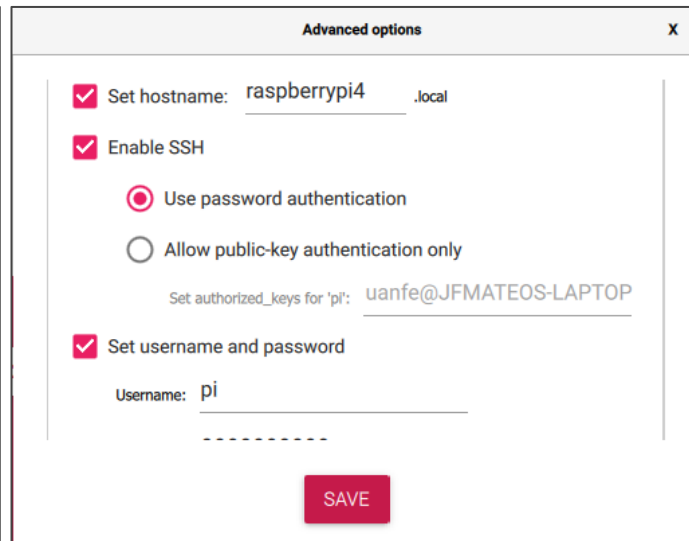 Advanced options X
Set hostname: raspberrypi4 .local
Enable SSH
Use password authentication
Allow public-key authentication only
Set authorized_keys for 'pi': uanfe@JFMATEOS-LAPTOP
Set username and password
Username: pi
SAVE